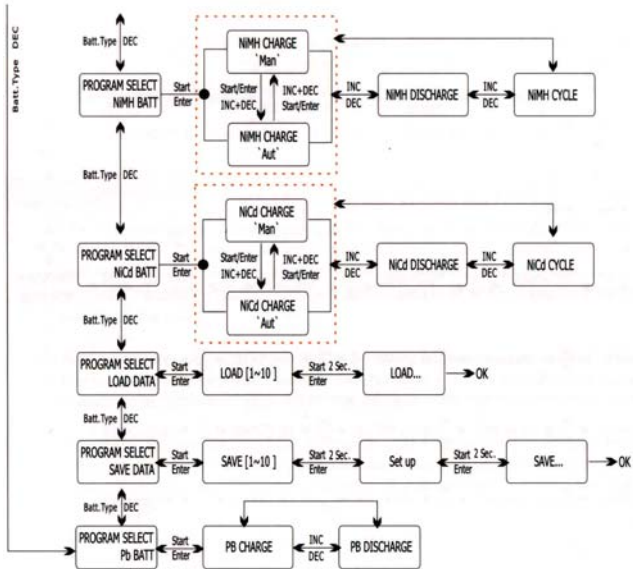 Batt.Type DEC
Batt.Type DEC
PROGRAM SELECT
NiMH BATT
Start
Enter
NiMH CHARGE
`Man`
Start/Enter
INC+DEC
INC+DEC
Start/Enter
NiMH CHARGE
`Aut`
INC
DEC
NiMH DISCHARGE
INC
DEC
NiMH CYCLE
Batt.Type DEC
PROGRAM SELECT
NiCd BATT
Start
Enter
NiCd CHARGE
`Man`
Start/Enter
INC+DEC
INC+DEC
Start/Enter
NiCd CHARGE
`Aut`
INC
DEC
NiCd DISCHARGE
INC
DEC
NiCd CYCLE
Batt.Type DEC
PROGRAM SELECT
LOAD DATA
Start
Enter
LOAD [1~10 ]
Start 2 Sec.
Enter
LOAD...
OK
Batt.Type DEC
PROGRAM SELECT
SAVE DATA
Start
Enter
SAVE [1~10 ]
Start 2 Sec.
Enter
Set up
Start 2 Sec.
Enter
SAVE...
OK
Batt.Type DEC
PROGRAM SELECT
Pb BATT
Start
Enter
PB CHARGE
INC
DEC
PB DISCHARGE